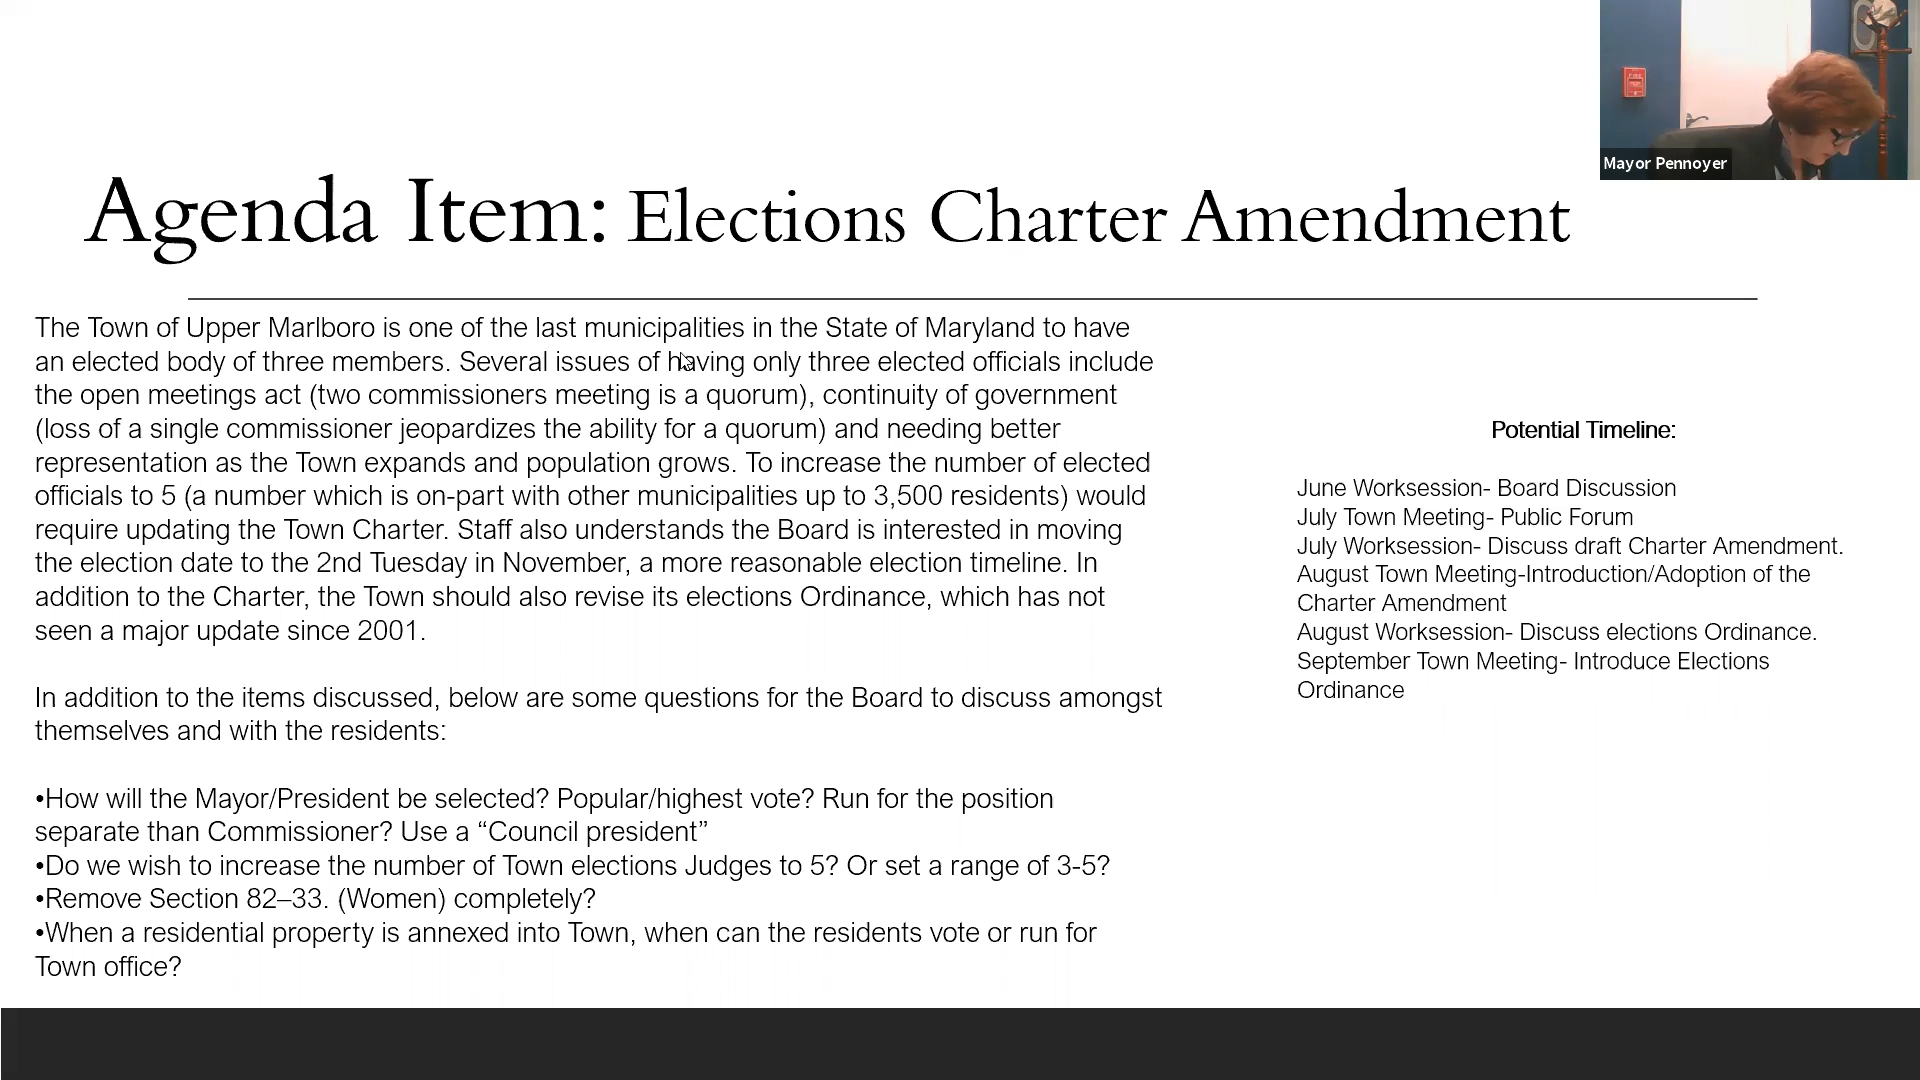 Mayor Pennoyer
Agenda Item: Elections Charter Amendment
The Town of Upper Marlboro is one of the last municipalities in the State of Maryland to have
an elected body of three members. Several issues of having only three elected officials include
the open meetings act (two commissioners meeting is a quorum), continuity of government
(loss of a single commissioner jeopardizes the ability for a quorum) and needing better
representation as the Town expands and population grows. To increase the number of elected
officials to 5 (a number which is on-part with other municipalities up to 3,500 residents) would
require updating the Town Charter. Staff also understands the Board is interested in moving
the election date to the 2nd Tuesday in November, a more reasonable election timeline. In
addition to the Charter, the Town should also revise its elections Ordinance, which has not
seen a major update since 2001.
In addition to the items discussed, below are some questions for the Board to discuss amongst
themselves and with the residents:
•How will the Mayor/President be selected? Popular/highest vote? Run for the position
separate than Commissioner? Use a “Council president”
•Do we wish to increase the number of Town elections Judges to 5? Or set a range of 3-5?
•Remove Section 82–33. (Women) completely?
•When a residential property is annexed into Town, when can the residents vote or run for
Town office?
Potential Timeline:
June Worksession- Board Discussion
July Town Meeting- Public Forum
July Worksession- Discuss draft Charter Amendment.
August Town Meeting-Introduction/Adoption of the
Charter Amendment
August Worksession- Discuss elections Ordinance.
September Town Meeting- Introduce Elections
Ordinance